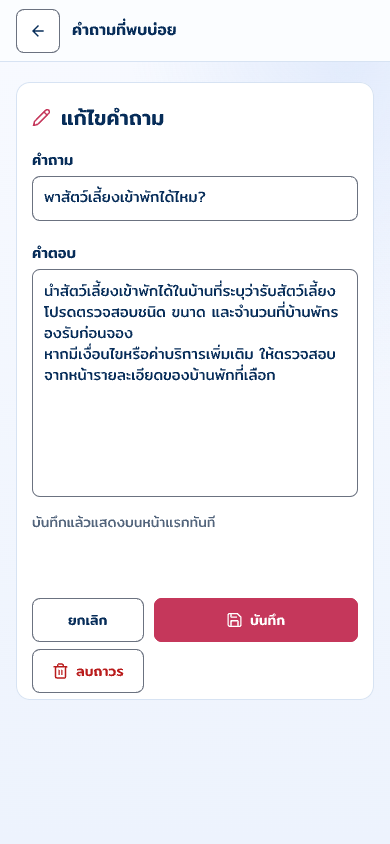 คำถามที่พบบ่อย
แก้ไขคำถาม
คำถาม
พาสัตว์เลี้ยงเข้าพักได้ไหม?
คำตอบ
นำสัตว์เลี้ยงเข้าพักได้ในบ้านที่ระบุว่ารับสัตว์เลี้ยง
โปรดตรวจสอบชนิด ขนาด และจำนวนที่บ้านพักร
องรับก่อนจอง
หากมีเงื่อนไขหรือค่าบริการเพิ่มเติม ให้ตรวจสอบ
จากหน้ารายละเอียดของบ้านพักที่เลือก
บันทึกแล้วแสดงบนหน้าแรกทันที
ยกเลิก
บันทึก
ลบถาวร